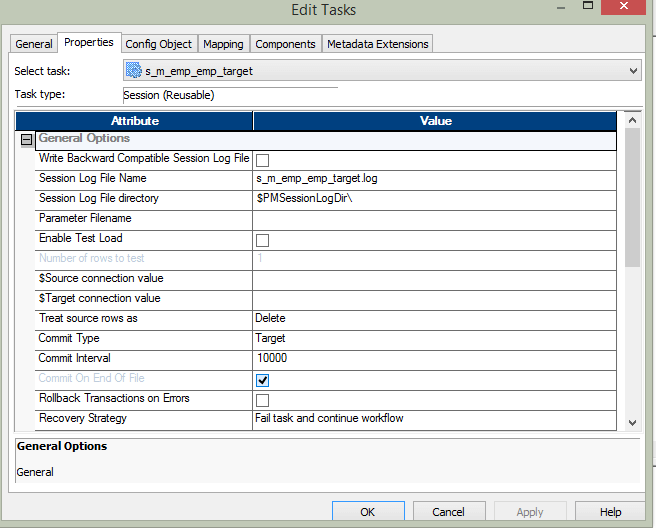 Edit Tasks
General Properties Config Object Mapping Components Metadata Extensions
Select task: s_m_emp_emp_target
Task type: Session (Reusable)
Attribute Value
General Options
Write Backward Compatible Session Log File
Session Log File Name s_m_emp_emp_target.log
Session Log File directory $PMSessionLogDir\
Parameter Filename
Enable Test Load
Number of rows to test 1
$Source connection value
$Target connection value
Treat source rows as Delete
Commit Type Target
Commit Interval 10000
Commit On End Of File
Rollback Transactions on Errors
Recovery Strategy Fail task and continue workflow
General Options
General
OK Cancel Apply Help